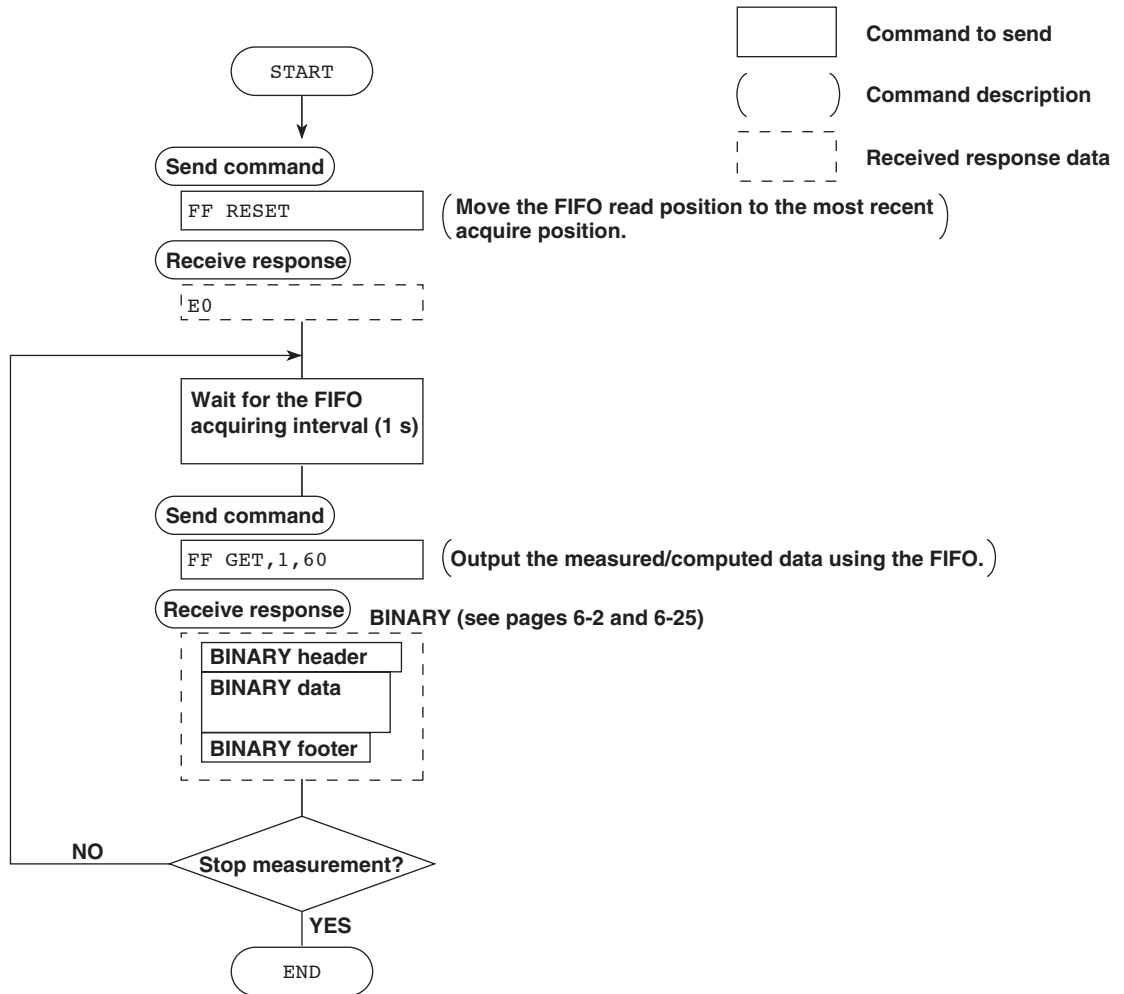 START
Send command
FF RESET
Move the FIFO read position to the most recent
acquire position.
Receive response
E0
Wait for the FIFO
acquiring interval (1 s)
Send command
FF GET,1,60
Output the measured/computed data using the FIFO.
Receive response
BINARY (see pages 6-2 and 6-25)
BINARY header
BINARY data
BINARY footer
Stop measurement?
NO
YES
END
Command to send
Command description
Received response data